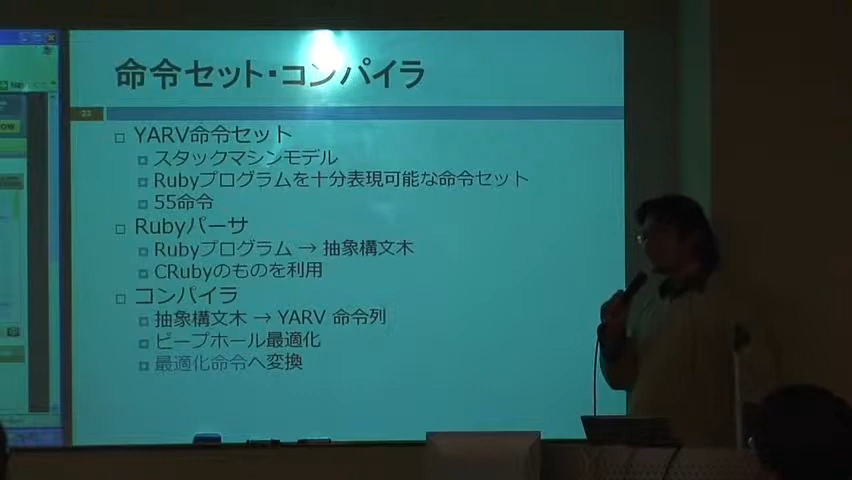 命令セット・コンパイラ
23
YARV命令セット
スタックマシンモデル
Rubyプログラムを十分表現可能な命令セット
55命令
Rubyパーサ
Rubyプログラム → 抽象構文木
CRubyのものを利用
コンパイラ
抽象構文木 → YARV 命令列
ピープホール最適化
最適化命令へ変換